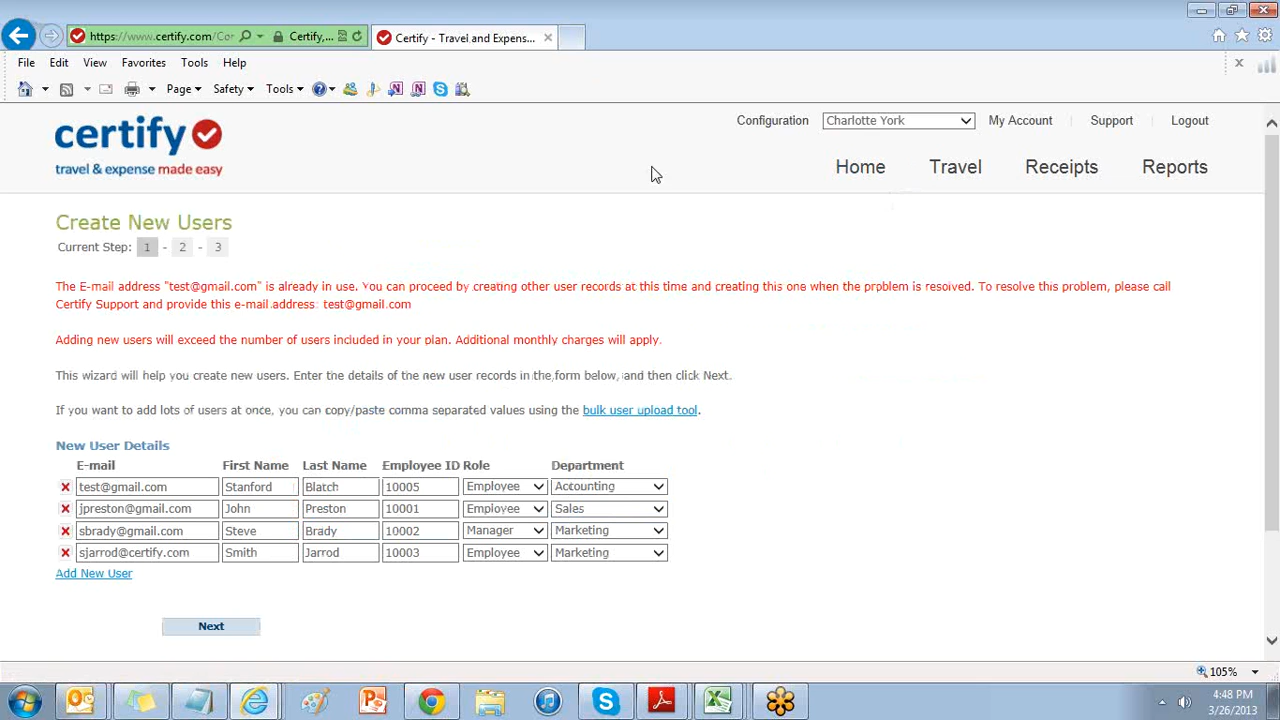 https://www.certify.com/Cor
Certify,...
Certify - Travel and Expens...
File Edit View Favorites Tools Help
Page Safety Tools
certify
travel & expense made easy
Configuration Charlotte York My Account Support Logout
Home Travel Receipts Reports
Create New Users
Current Step: 1 - 2 - 3
The E-mail address "test@gmail.com" is already in use. You can proceed by creating other user records at this time and creating this one when the problem is resolved. To resolve this problem, please call
Certify Support and provide this e-mail address: test@gmail.com
Adding new users will exceed the number of users included in your plan. Additional monthly charges will apply.
This wizard will help you create new users. Enter the details of the new user records in the form below, and then click Next.
If you want to add lots of users at once, you can copy/paste comma separated values using the bulk user upload tool.
New User Details
E-mail First Name Last Name Employee ID Role Department
test@gmail.com Stanford Blatch 10005 Employee Accounting
jpreston@gmail.com John Preston 10001 Employee Sales
sbrady@gmail.com Steve Brady 10002 Manager Marketing
sjarrod@certify.com Smith Jarrod 10003 Employee Marketing
Add New User
Next
105%
4:48 PM
3/26/2013